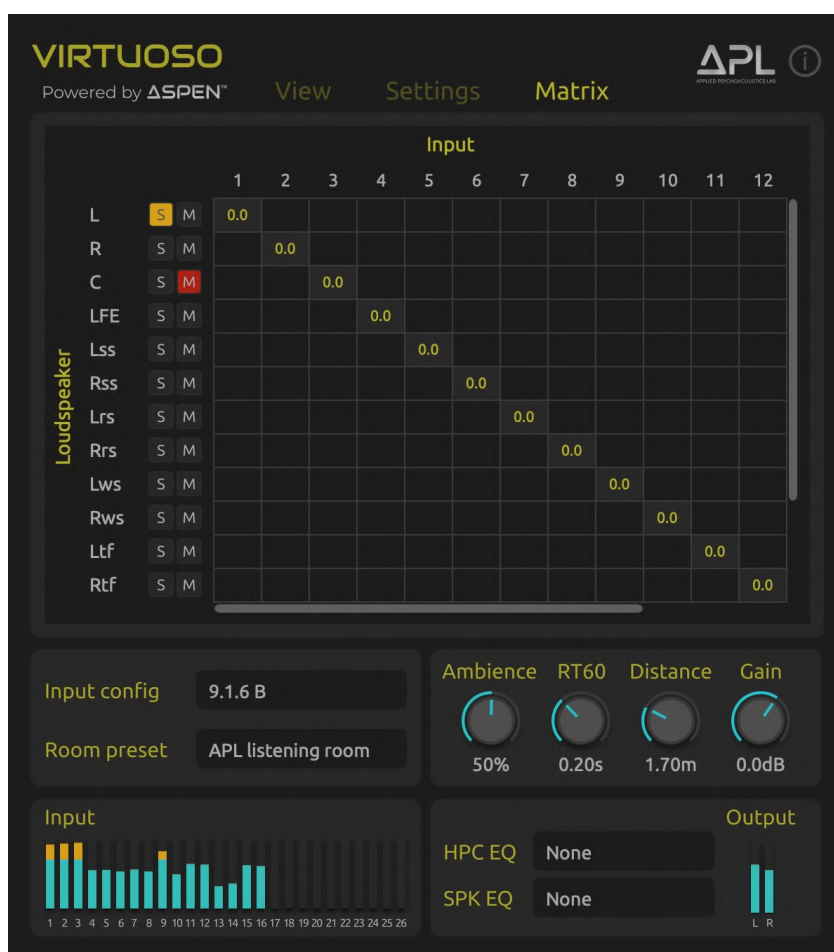 VIRTUOSO
Powered by ASPEN™
View Settings Matrix
APL
APPLIED PSYCHOACOUSTICS LAB
i
Input
1 2 3 4 5 6 7 8 9 10 11 12
Loudspeaker
L S M 0.0
R S M 0.0
C S M 0.0
LFE S M 0.0
Lss S M 0.0
Rss S M 0.0
Lrs S M 0.0
Rrs S M 0.0
Lws S M 0.0
Rws S M 0.0
Ltf S M 0.0
Rtf S M 0.0
Input config 9.1.6 B
Room preset APL listening room
Ambience RT60 Distance Gain
50% 0.20s 1.70m 0.0dB
Input
1 2 3 4 5 6 7 8 9 10 11 12 13 14 15 16 17 18 19 20 21 22 23 24 25 26
Output
HPC EQ None
SPK EQ None
L R